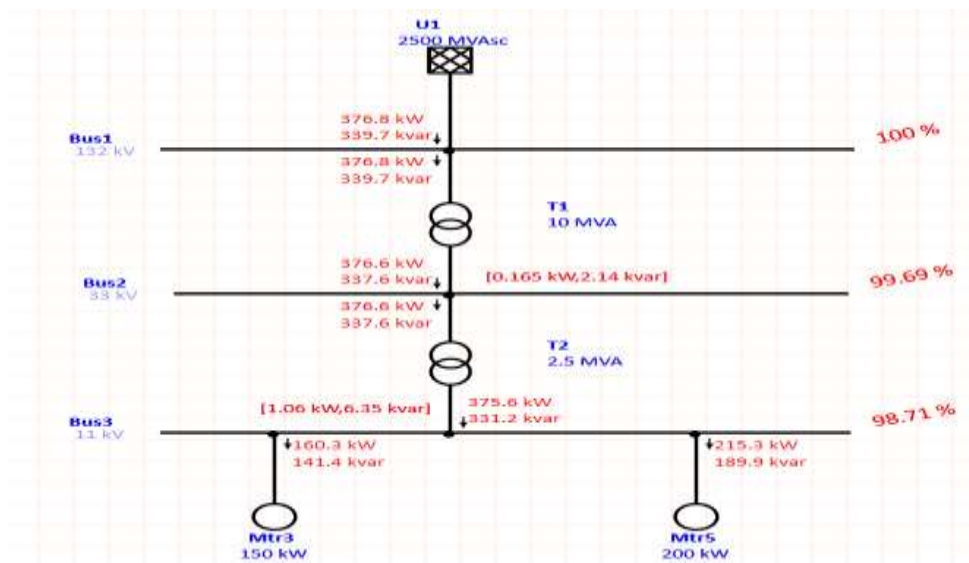 U1
2500 MVAsc
376.8 kW
339.7 kvar
Bus1
132 kV
100 %
376.8 kW
339.7 kvar
T1
10 MVA
376.6 kW
337.6 kvar
[0.165 kW,2.14 kvar]
Bus2
33 kV
99.69 %
376.6 kW
337.6 kvar
T2
2.5 MVA
[1.06 kW,6.35 kvar]
375.6 kW
331.2 kvar
Bus3
11 kV
98.71 %
160.3 kW
141.4 kvar
215.3 kW
189.9 kvar
Mtr3
150 kW
Mtr5
200 kW